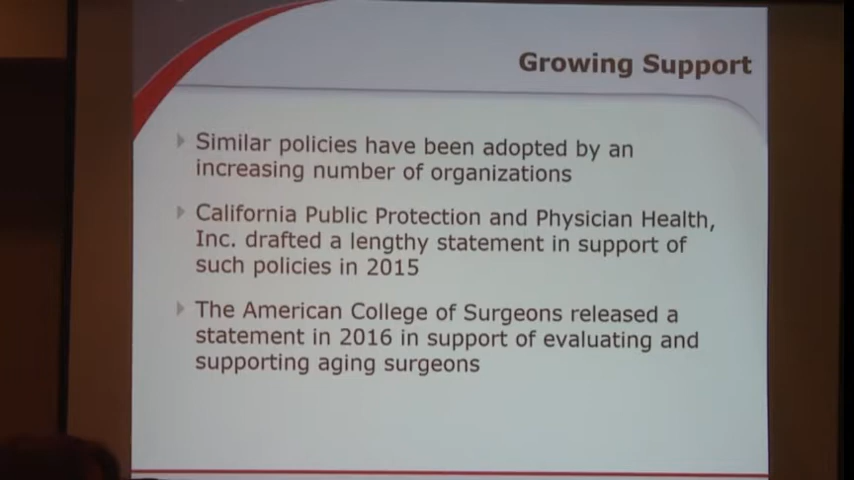 Growing Support
Similar policies have been adopted by an
increasing number of organizations
California Public Protection and Physician Health,
Inc. drafted a lengthy statement in support of
such policies in 2015
The American College of Surgeons released a
statement in 2016 in support of evaluating and
supporting aging surgeons